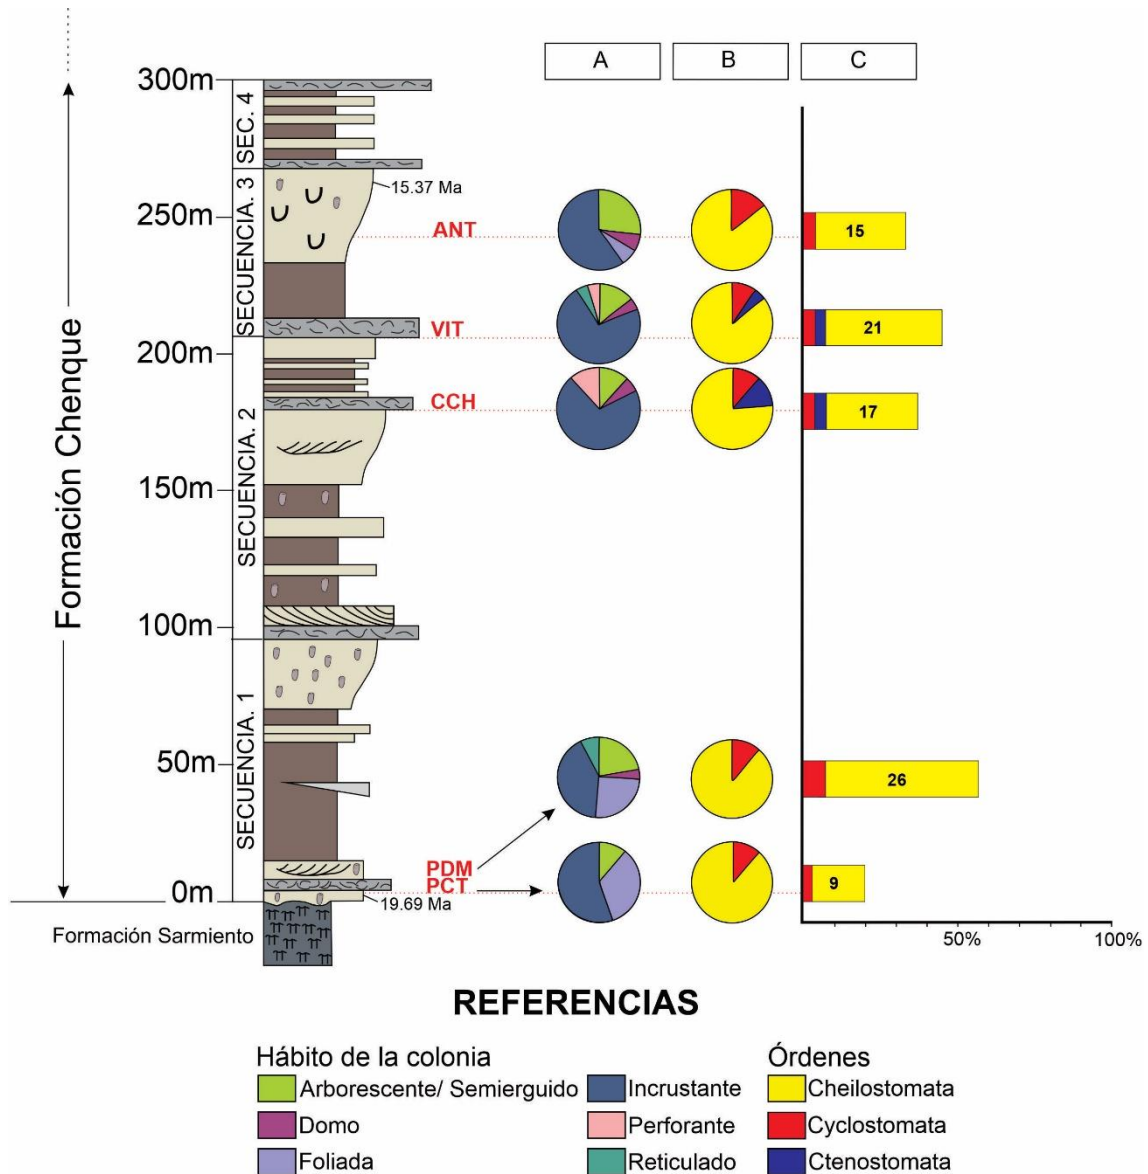 A
B
C
300m
250m
200m
150m
100m
50m
0m
Formación Chenque
SEC. 4
SECUENCIA. 3
SECUENCIA. 2
SECUENCIA. 1
15.37 Ma
ANT
15
VIT
21
CCH
17
26
PDM
PCT
9
19.69 Ma
Formación Sarmiento
50%
100%
REFERENCIAS
Hábito de la colonia
Órdenes
Arborescente/ Semierguido
Incrustante
Cheilostomata
Domo
Perforante
Cyclostomata
Foliada
Reticulado
Ctenostomata